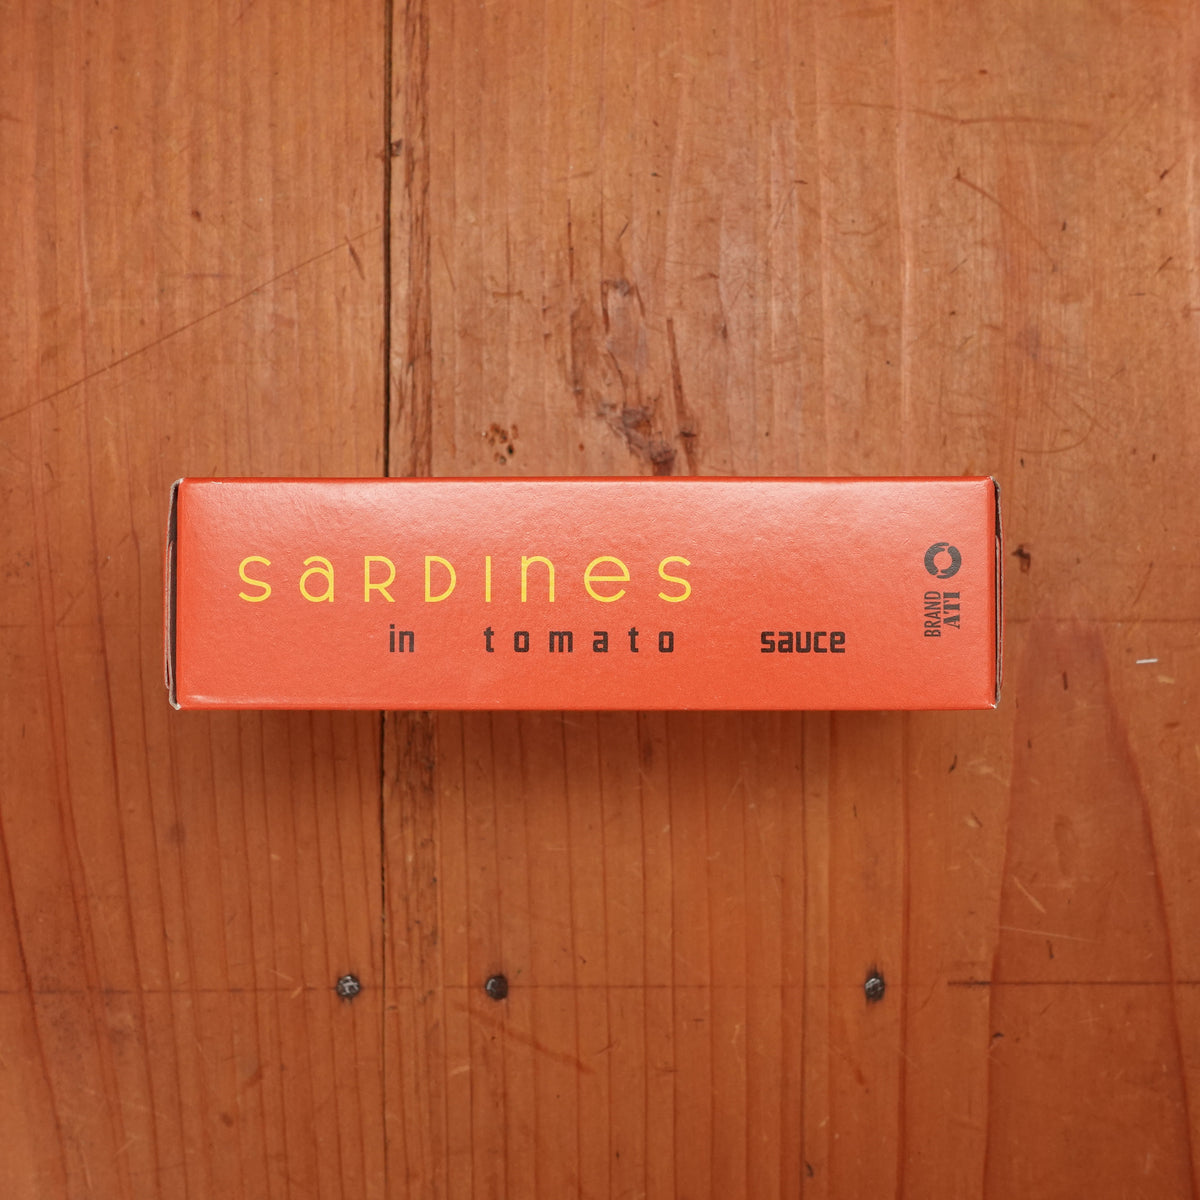 sardines
in tomato sauce
BRAND
ATI